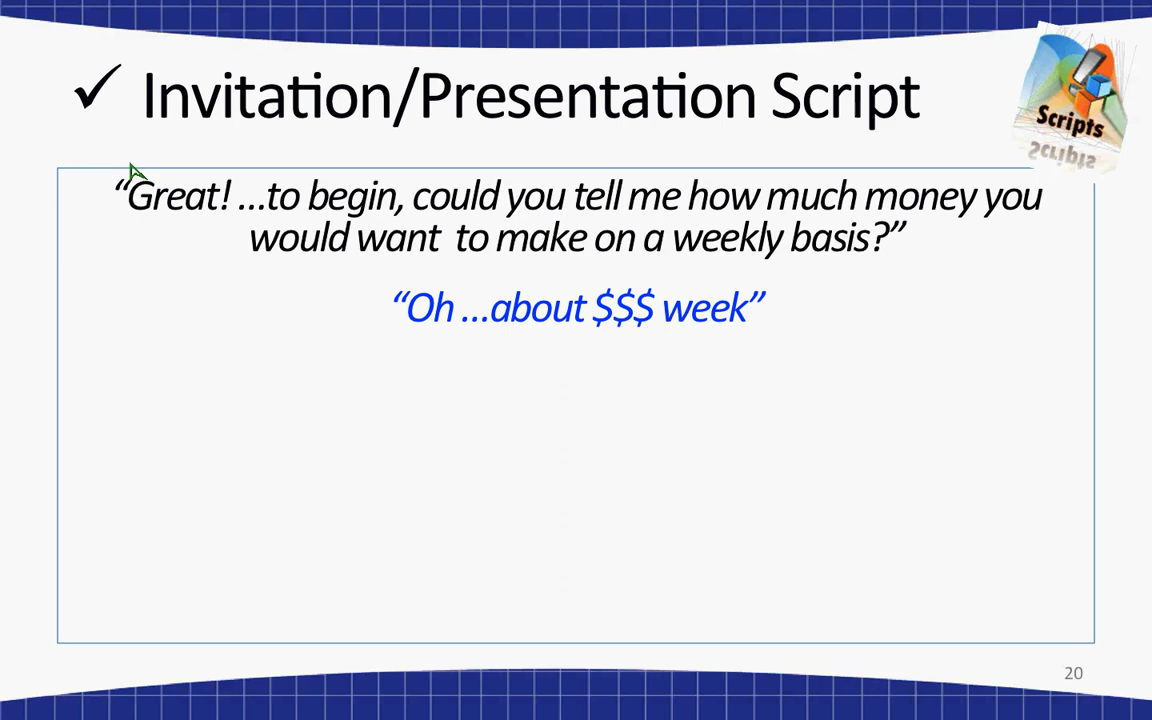 ✓ Invitation/Presentation Script
Scripts
“Great! ...to begin, could you tell me how much money you
would want to make on a weekly basis?”
“Oh ...about $$$ week”
20